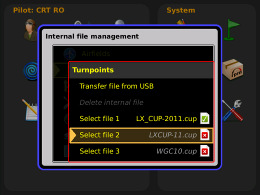 Pilot: CRT RO System
Internal file management
Airfields
Turnpoints
Transfer file from USB
Delete internal file
Select file 1 LX_CUP-2011.cup
Select file 2 LXCUP-11.cup
Select file 3 WGC10.cup